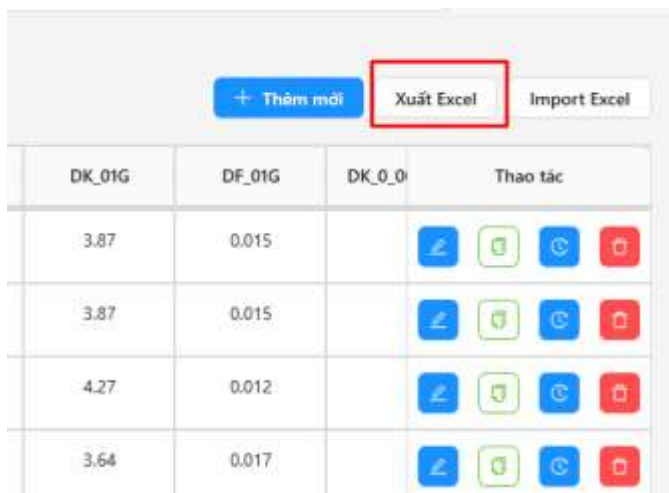 + Thêm mới Xuất Excel Import Excel
DK_01G DF_01G DK_0_0 Thao tác
3.87 0.015
3.87 0.015
4.27 0.012
3.64 0.017